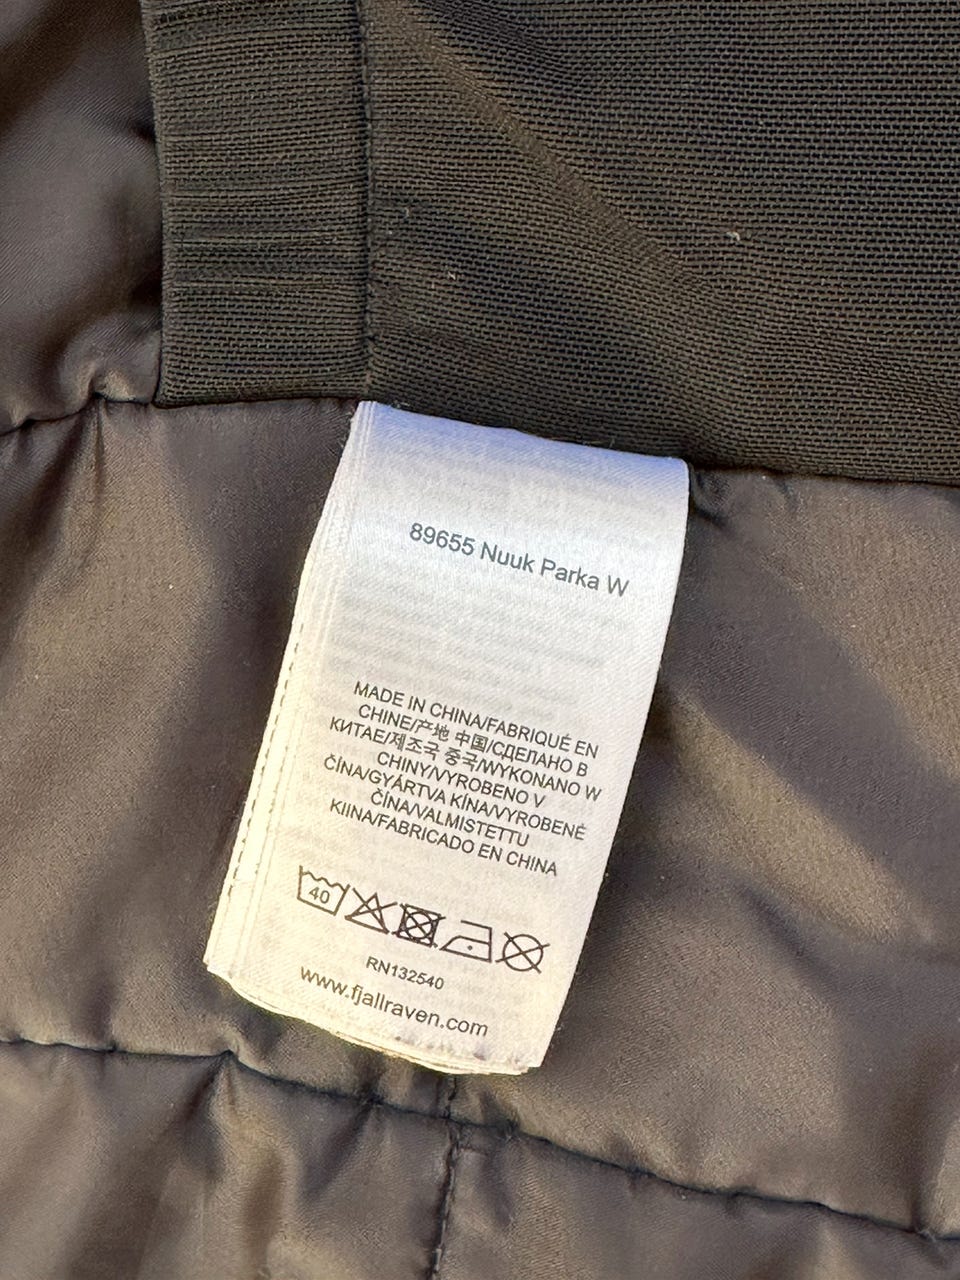 89655 Nuuk Parka W
MADE IN CHINA/FABRIQUÉ EN
CHINE/产地 中国/СДЕЛАНО В
КИТАЕ/제조국 중국/WYKONANO W
CHINY/VYROBENO V
ČÍNA/GYÁRTVA KÍNA/VYROBENÉ
ČÍNA/VALMISTETTU
KIINA/FABRICADO EN CHINA
40
RN132540
www.fjallraven.com